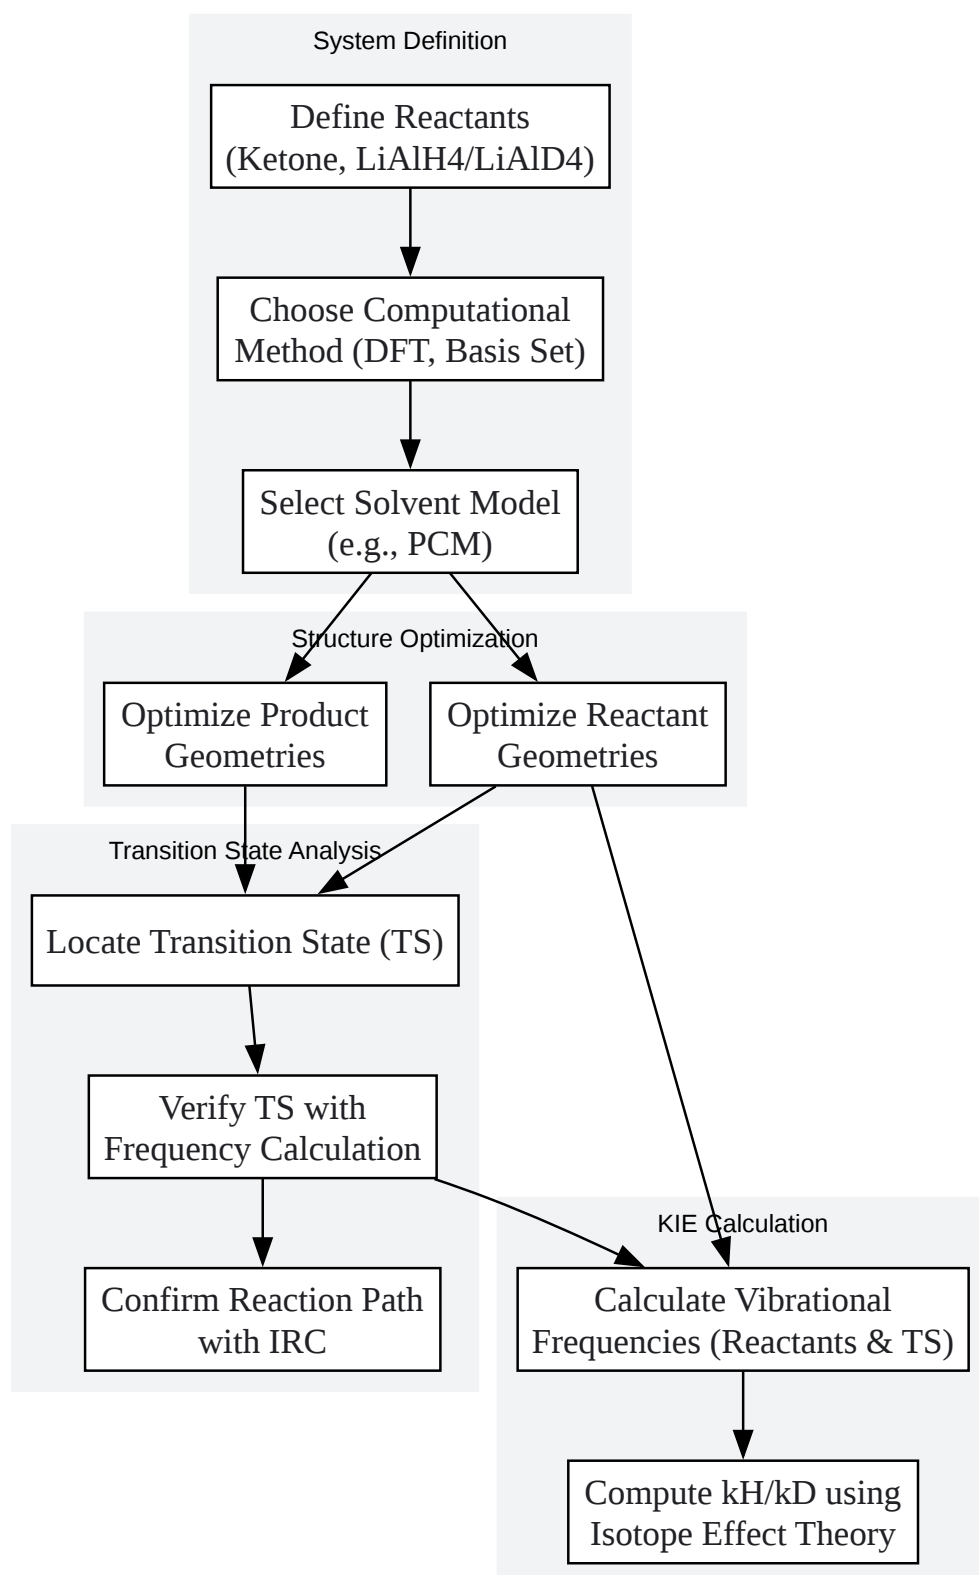 System Definition
Define Reactants
(Ketone, LiAlH4/LiAlD4)
Choose Computational
Method (DFT, Basis Set)
Select Solvent Model
(e.g., PCM)
Structure Optimization
Optimize Product
Geometries
Optimize Reactant
Geometries
Transition State Analysis
Locate Transition State (TS)
Verify TS with
Frequency Calculation
Confirm Reaction Path
with IRC
KIE Calculation
Calculate Vibrational
Frequencies (Reactants & TS)
Compute kH/kD using
Isotope Effect Theory